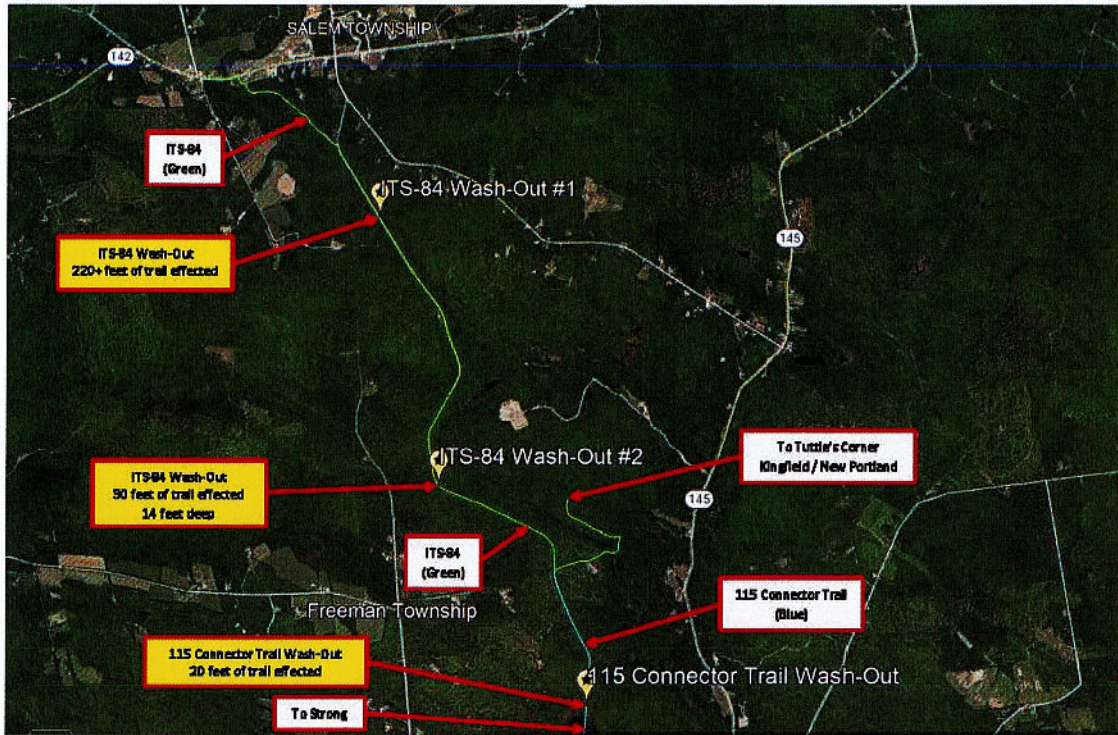 SALEM TOWNSHIP
142
ITS-84
(Green)
ITS-84 Wash-Out #1
ITS-84 Wash-Out
220+ feet of trail effected
145
ITS-84 Wash-Out #2
To Tuttle's Corner
Kingfield / New Portland
ITS-84 Wash-Out
30 feet of trail effected
14 feet deep
145
ITS-84
(Green)
115 Connector Trail
(Blue)
Freeman Township
115 Connector Trail Wash-Out
20 feet of trail effected
115 Connector Trail Wash-Out
To Strong